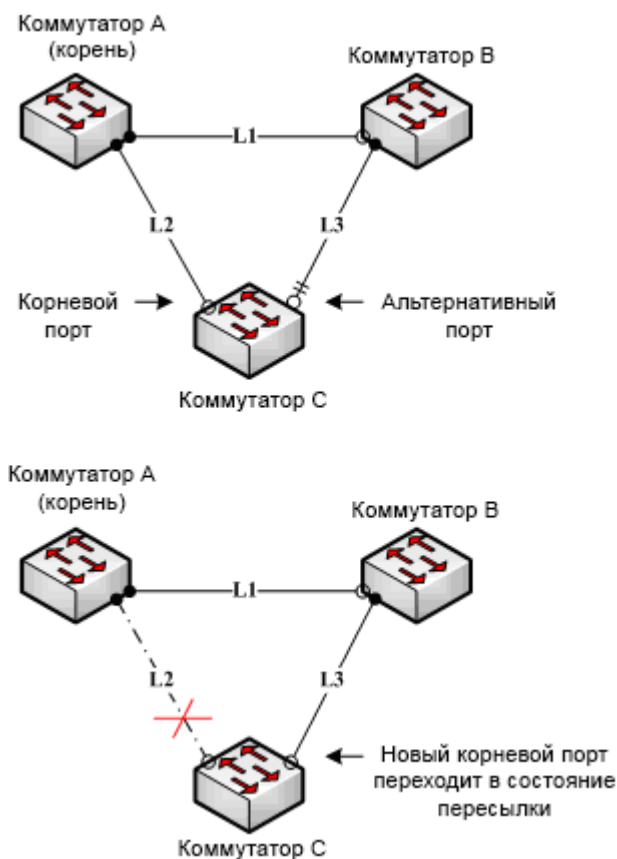 Коммутатор А
(корень)
Коммутатор В
L1
L2
L3
Корневой
порт
Альтернативный
порт
Коммутатор С
Коммутатор А
(корень)
Коммутатор В
L1
L2
L3
Новый корневой порт
переходит в состояние
пересылки
Коммутатор С